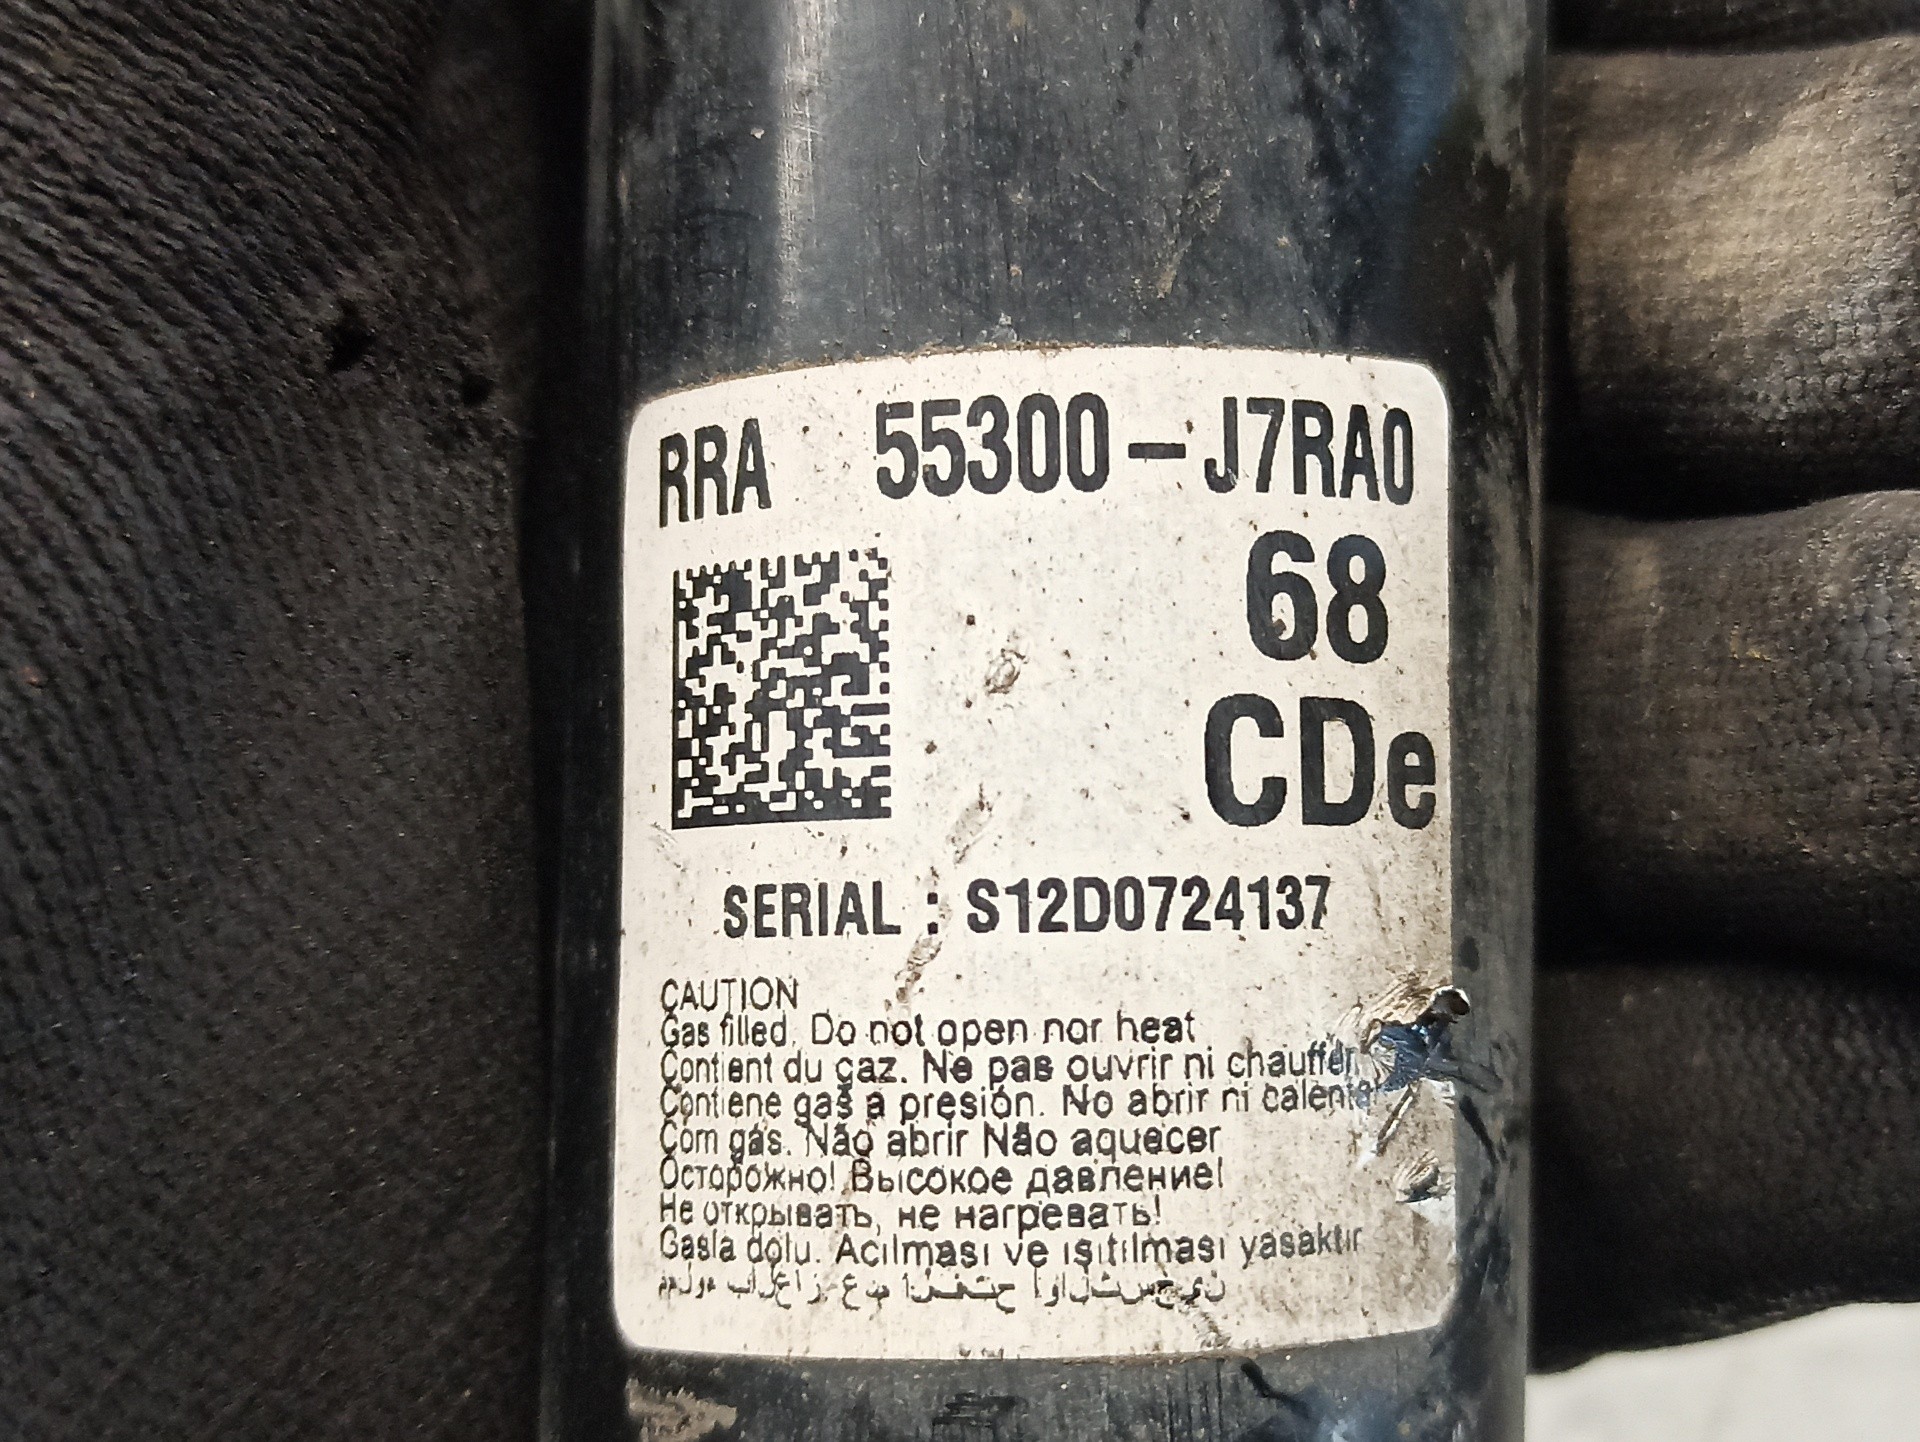 RRA 55300-J7RA0
68
CDe
SERIAL : S12D0724137
CAUTION
Gas filled. Do not open nor heat
Contient du gaz. Ne pas ouvrir ni chauffer.
Contiene gas a presión. No abrir ni calentar
Com gás. Não abrir Não aquecer
Осторожно! Высокое давление!
Не открывать, не нагревать!
Gasla dolu. Acılması ve ısıtılması yasaktır